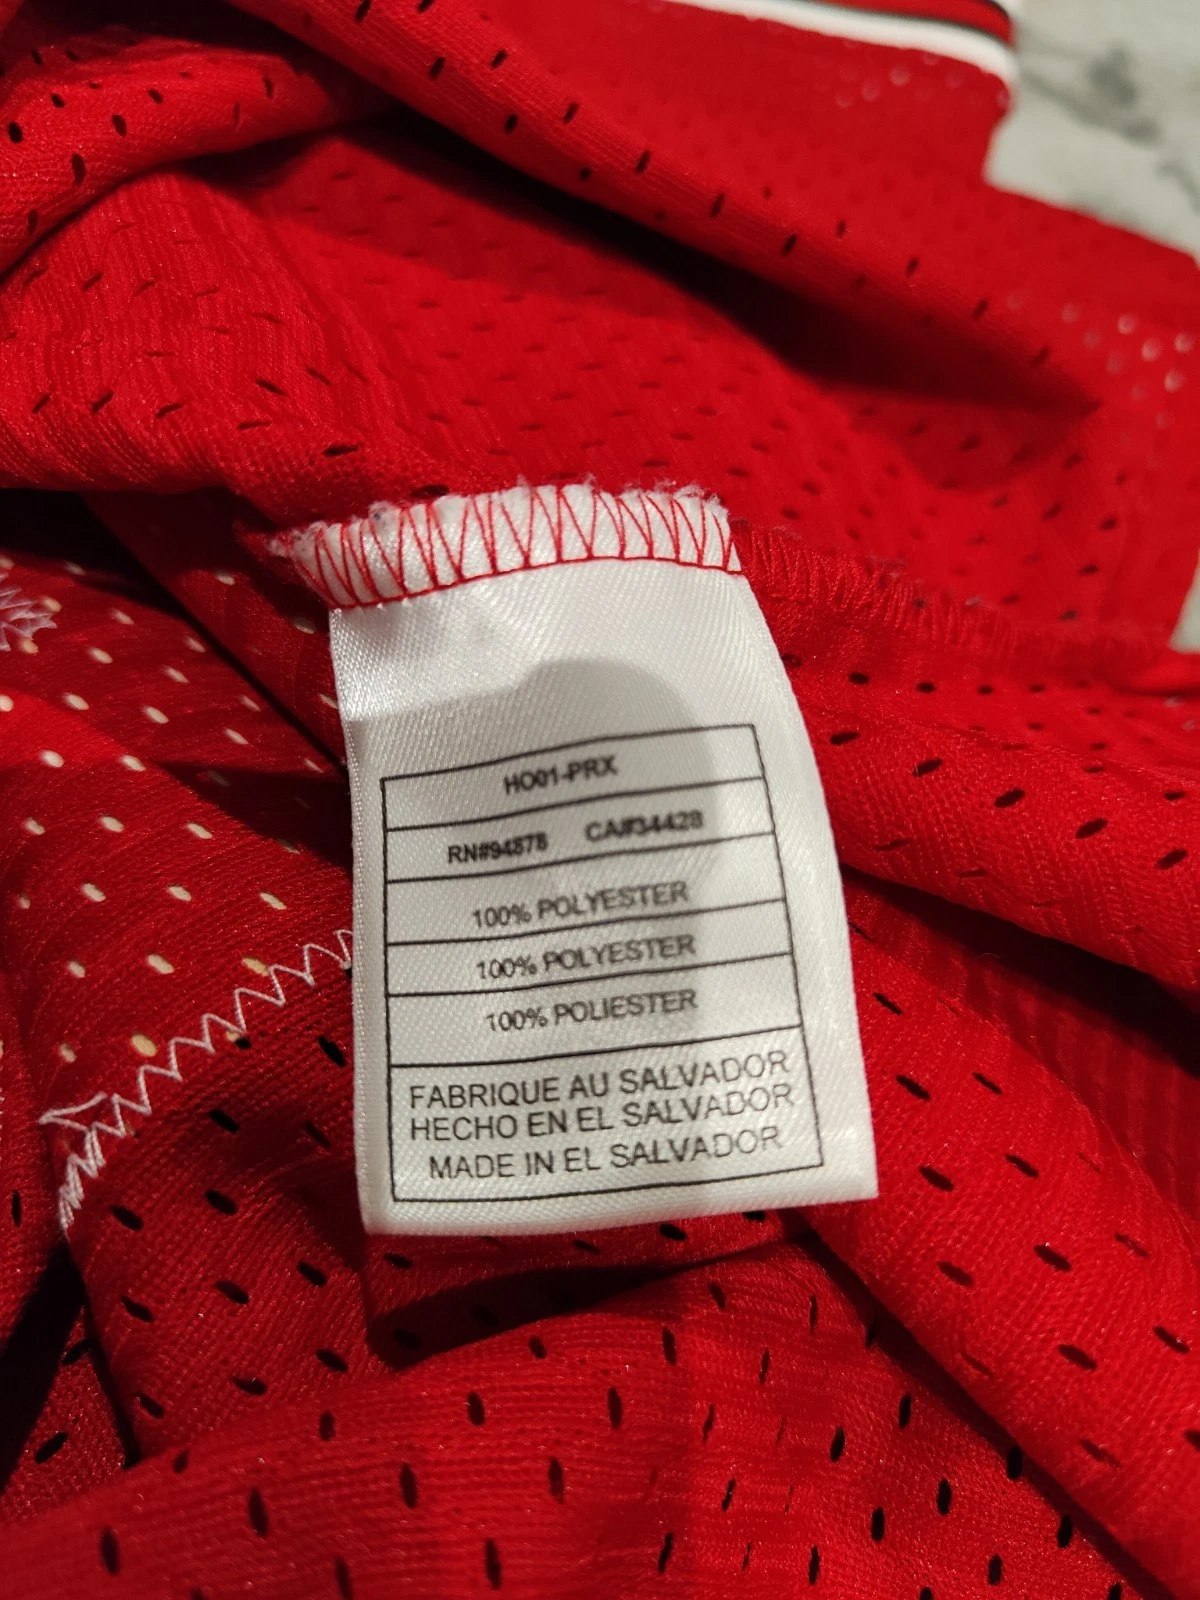 HO01-PRX
RN#94878 CA#34428
100% POLYESTER
100% POLYESTER
100% POLIESTER
FABRIQUE AU SALVADOR
HECHO EN EL SALVADOR
MADE IN EL SALVADOR